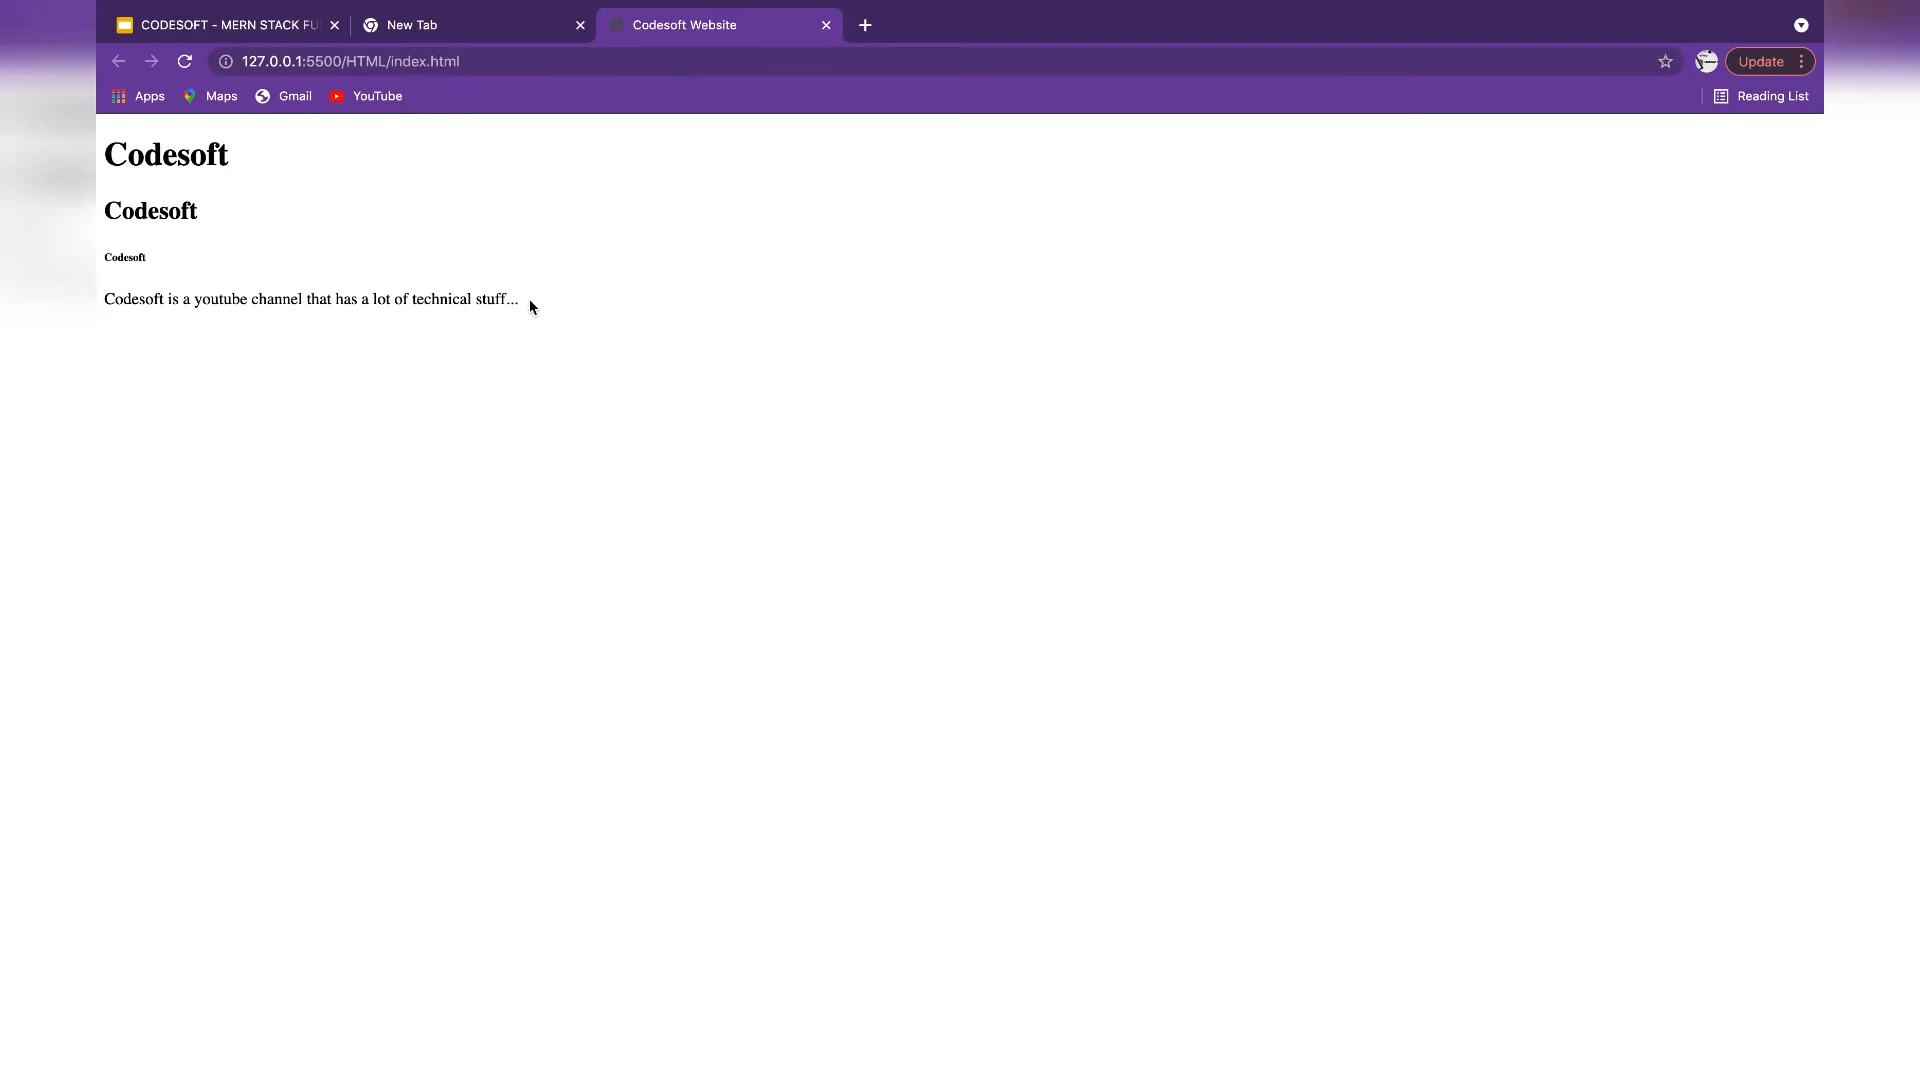 CODESOFT - MERN STACK FU
New Tab
Codesoft Website
127.0.0.1:5500/HTML/index.html
Update
Apps
Maps
Gmail
YouTube
Reading List
Codesoft
Codesoft
Codesoft
Codesoft is a youtube channel that has a lot of technical stuff...